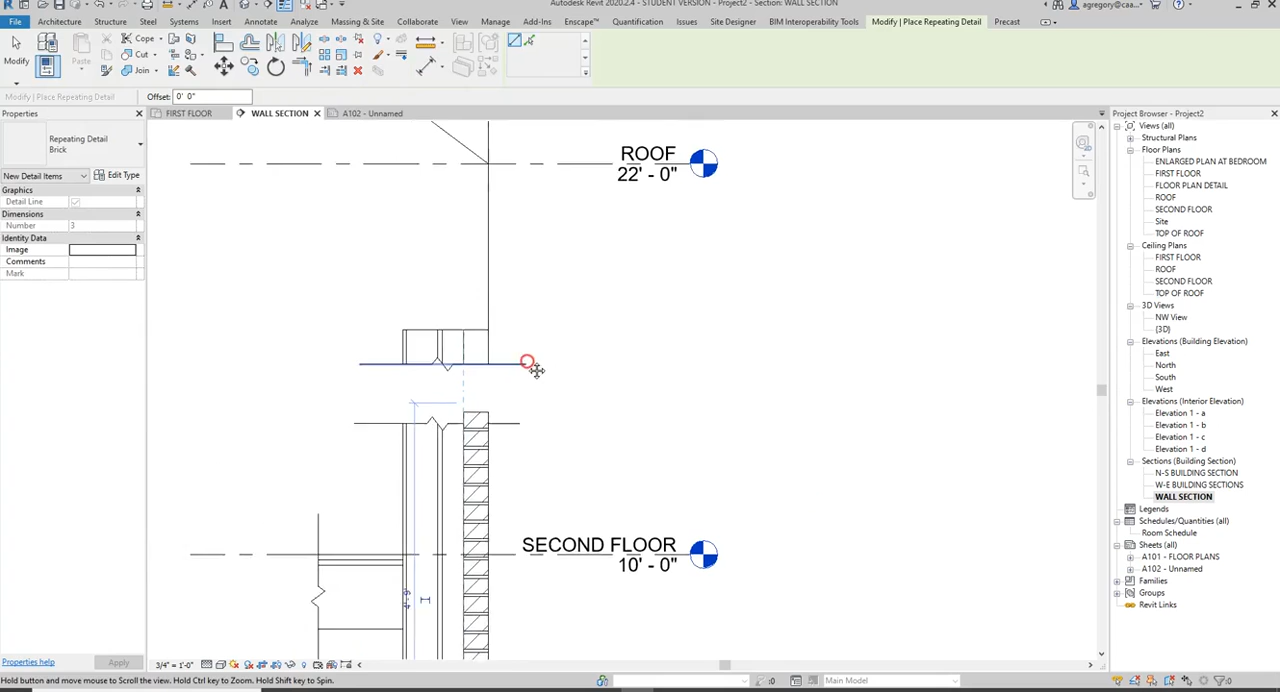 Autodesk Revit 2020.2.4 - STUDENT VERSION - Project2 - Section: WALL SECTION
agregory@caa...
File Architecture Structure Steel Systems Insert Annotate Analyze Massing & Site Collaborate View Manage Add-Ins Enscape™ Quantification Issues Site Designer BIM Interoperability Tools Modify | Place Repeating Detail Precast
Modify
Paste
Cope
Cut
Join
Modify | Place Repeating Detail Offset: 0' 0"
Properties
FIRST FLOOR
WALL SECTION
A102 - Unnamed
Repeating Detail
Brick
New Detail Items
Edit Type
Graphics
Detail Line
Dimensions
Number 3
Identity Data
Image
Comments
Mark
Properties help
Apply
ROOF
22' - 0"
SECOND FLOOR
10' - 0"
4' - 9
Project Browser - Project2
Views (all)
Structural Plans
Floor Plans
ENLARGED PLAN AT BEDROOM
FIRST FLOOR
FLOOR PLAN DETAIL
ROOF
SECOND FLOOR
Site
TOP OF ROOF
Ceiling Plans
FIRST FLOOR
ROOF
SECOND FLOOR
TOP OF ROOF
3D Views
NW View
{3D}
Elevations (Building Elevation)
East
North
South
West
Elevations (Interior Elevation)
Elevation 1 - a
Elevation 1 - b
Elevation 1 - c
Elevation 1 - d
Sections (Building Section)
N-S BUILDING SECTION
W-E BUILDING SECTIONS
WALL SECTION
Legends
Schedules/Quantities (all)
Room Schedule
Sheets (all)
A101 - FLOOR PLANS
A102 - Unnamed
Families
Groups
Revit Links
3/4" = 1'-0"
Hold button and move mouse to Scroll the view. Hold Ctrl key to Zoom. Hold Shift key to Spin.
:0
Main Model
:0